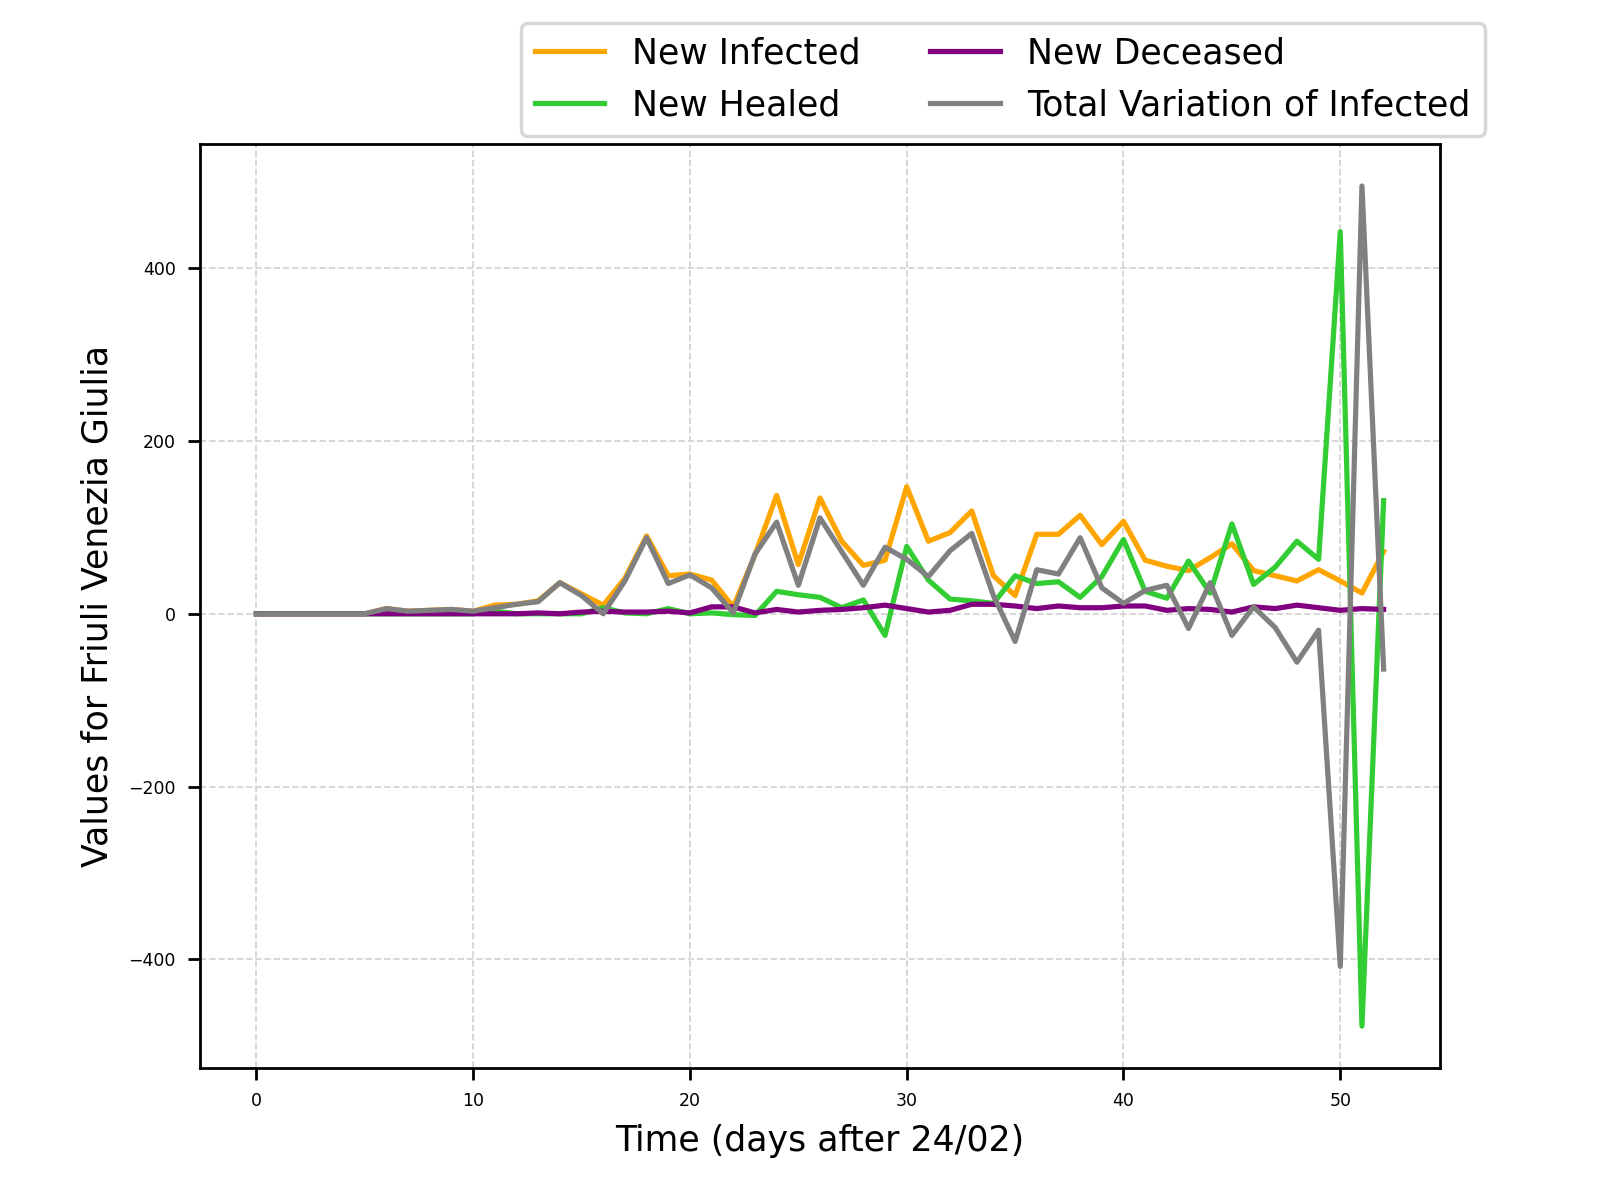 New Infected
New Healed
New Deceased
Total Variation of Infected
Values for Friuli Venezia Giulia
400
200
0
−200
−400
0 10 20 30 40 50
Time (days after 24/02)